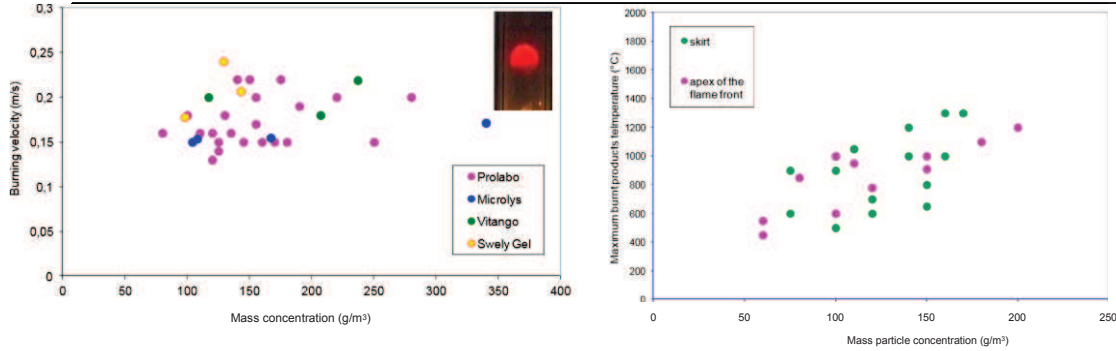 0,3
0,25
0,2
0,15
0,1
0,05
0
Burning velocity (m/s)
Prolabo
Microlys
Vitango
Swely Gel
0 50 100 150 200 250 300 350 400
Mass concentration (g/m³)
2000
1800
1600
1400
1200
1000
800
600
400
200
0
Maximum burnt products telmperature (°C)
skirt
apex of the
flame front
0 50 100 150 200 250
Mass particle concentration (g/m³)